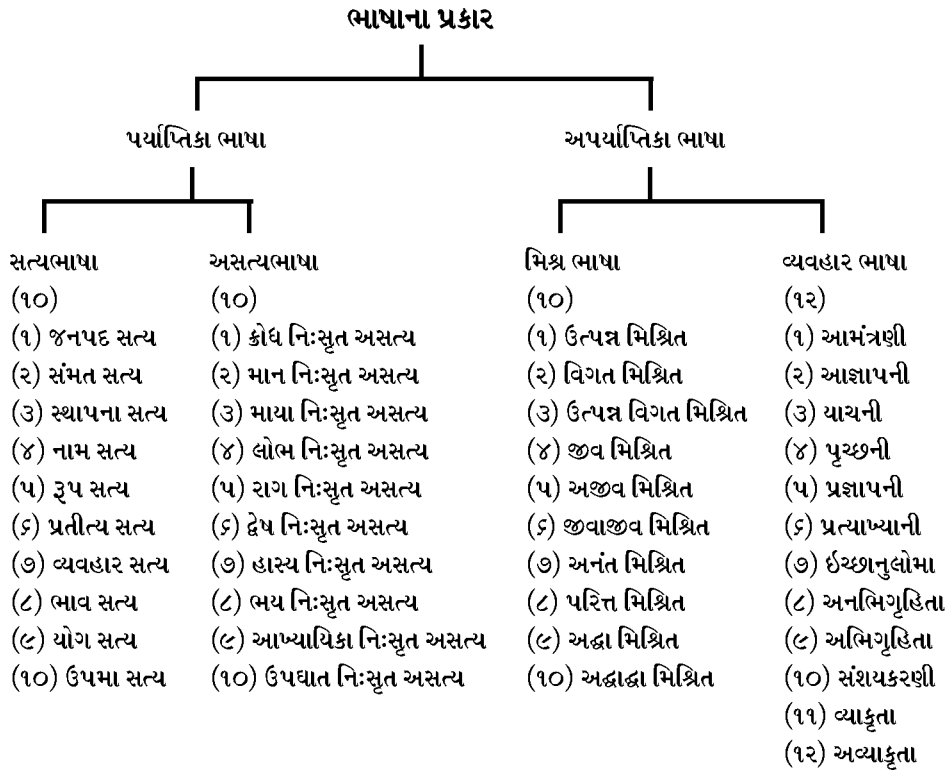 ભાષાના પ્રકાર
પર્યાપ્તિકા ભાષા
અપર્યાપ્તિકા ભાષા
સત્યભાષા
(૧૦)
(૧) જનપદ સત્ય
(૨) સંમત સત્ય
(૩) સ્થાપના સત્ય
(૪) નામ સત્ય
(૫) રૂપ સત્ય
(૬) પ્રતીત્ય સત્ય
(૭) વ્યવહાર સત્ય
(૮) ભાવ સત્ય
(૯) યોગ સત્ય
(૧૦) ઉપમા સત્ય
અસત્યભાષા
(૧૦)
(૧) ક્રોધ નિઃસૃત અસત્ય
(૨) માન નિઃસૃત અસત્ય
(૩) માયા નિઃસૃત અસત્ય
(૪) લોભ નિઃસૃત અસત્ય
(૫) રાગ નિઃસૃત અસત્ય
(૬) દ્વેષ નિઃસૃત અસત્ય
(૭) હાસ્ય નિઃસૃત અસત્ય
(૮) ભય નિઃસૃત અસત્ય
(૯) આખ્યાયિકા નિઃસૃત અસત્ય
(૧૦) ઉપઘાત નિઃસૃત અસત્ય
મિશ્ર ભાષા
(૧૦)
(૧) ઉત્પન્ન મિશ્રિત
(૨) વિગત મિશ્રિત
(૩) ઉત્પન્ન વિગત મિશ્રિત
(૪) જીવ મિશ્રિત
(૫) અજીવ મિશ્રિત
(૬) જીવાજીવ મિશ્રિત
(૭) અનંત મિશ્રિત
(૮) પરિત્ત મિશ્રિત
(૯) અદ્ધા મિશ્રિત
(૧૦) અદ્ધાદ્ધા મિશ્રિત
વ્યવહાર ભાષા
(૧૨)
(૧) આમંત્રણી
(૨) આજ્ઞાપની
(૩) યાચની
(૪) પૃચ્છની
(૫) પ્રજ્ઞાપની
(૬) પ્રત્યાખ્યાની
(૭) ઇચ્છાનુલોમા
(૮) અનભિગૃહિતા
(૯) અભિગૃહિતા
(૧૦) સંશયકરણી
(૧૧) વ્યાકૃતા
(૧૨) અવ્યાકૃતા